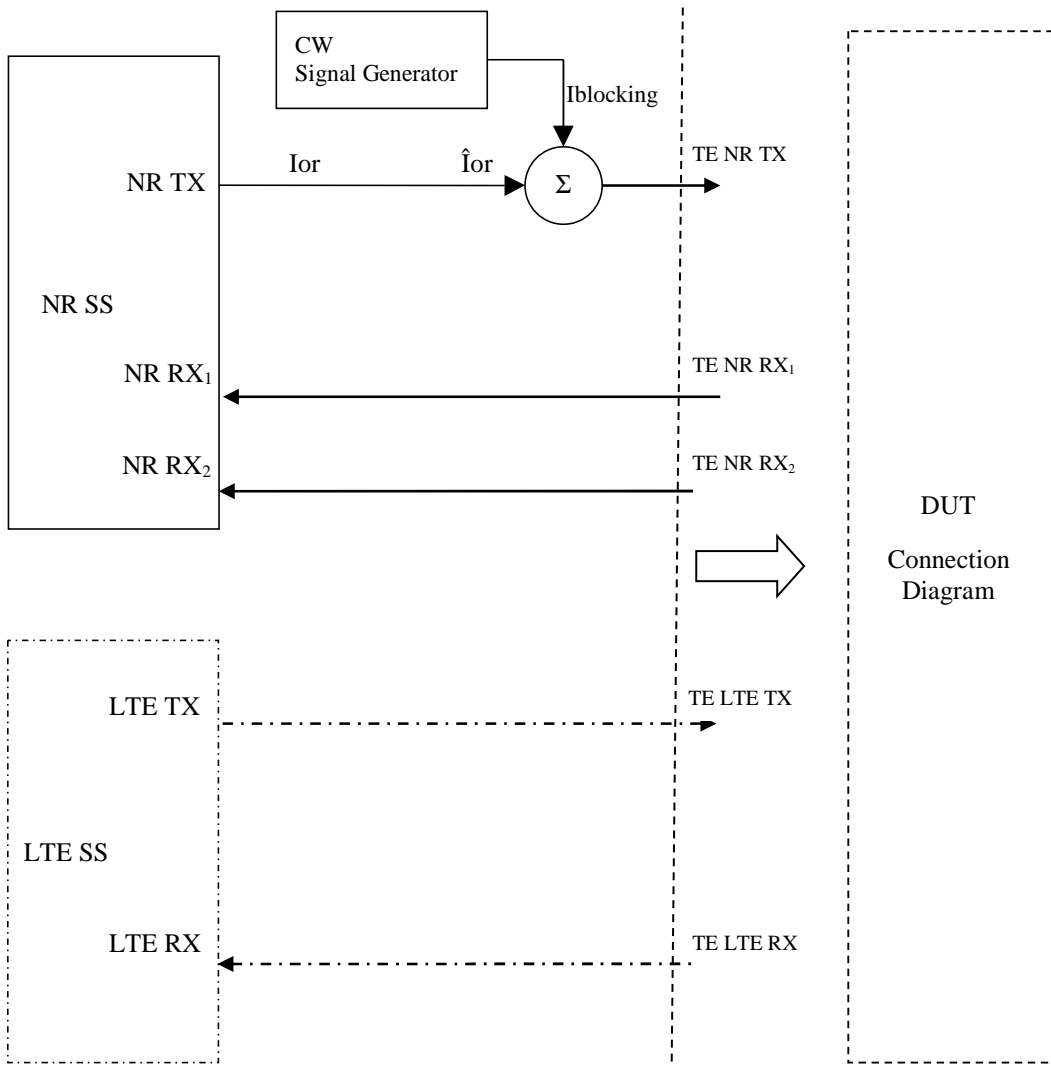 CW
Signal Generator
Iblocking
NR TX
Ior
Îor
Σ
TE NR TX
NR SS
NR RX₁
TE NR RX₁
NR RX₂
TE NR RX₂
DUT
Connection
Diagram
LTE TX
TE LTE TX
LTE SS
LTE RX
TE LTE RX